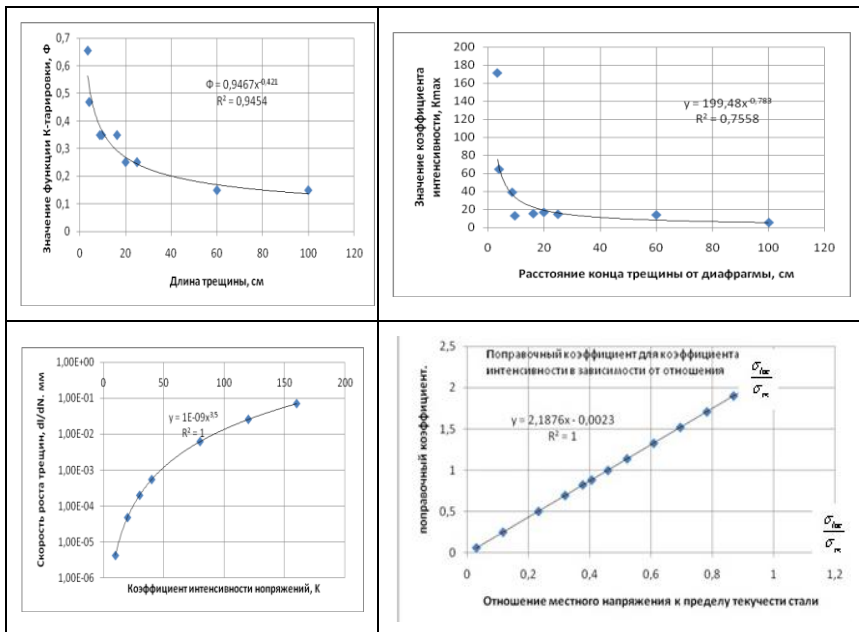 Значение функции К-тарировки, Ф
0,7
0,6
0,5
0,4
0,3
0,2
0,1
0
Ф = 0,9467x^-0,421
R² = 0,9454
0 20 40 60 80 100 120
Длина трещины, см
Значение коэффициента
интенсивности, Kmax
200
180
160
140
120
100
80
60
40
20
0
y = 199,48x^-0,783
R² = 0,7558
0 20 40 60 80 100 120
Расстояние конца трещины от диафрагмы, см
Скорость роста трещин, dl/dN. мм
0 50 100 150 200
1,00E+00
1,00E-01
1,00E-02
1,00E-03
1,00E-04
1,00E-05
1,00E-06
y = 1E-09x^3,5
R² = 1
Коэффициент интенсивности нопряжений, К
поправочный коэффициент.
2,5
2
1,5
1
0,5
0
Поправочный коэффициент для коэффициента
интенсивности в зависимости от отношения
y = 2,1876x - 0,0023
R² = 1
0 0,2 0,4 0,6 0,8 1 1,2
Отношение местного напряжения к пределу текучести стали